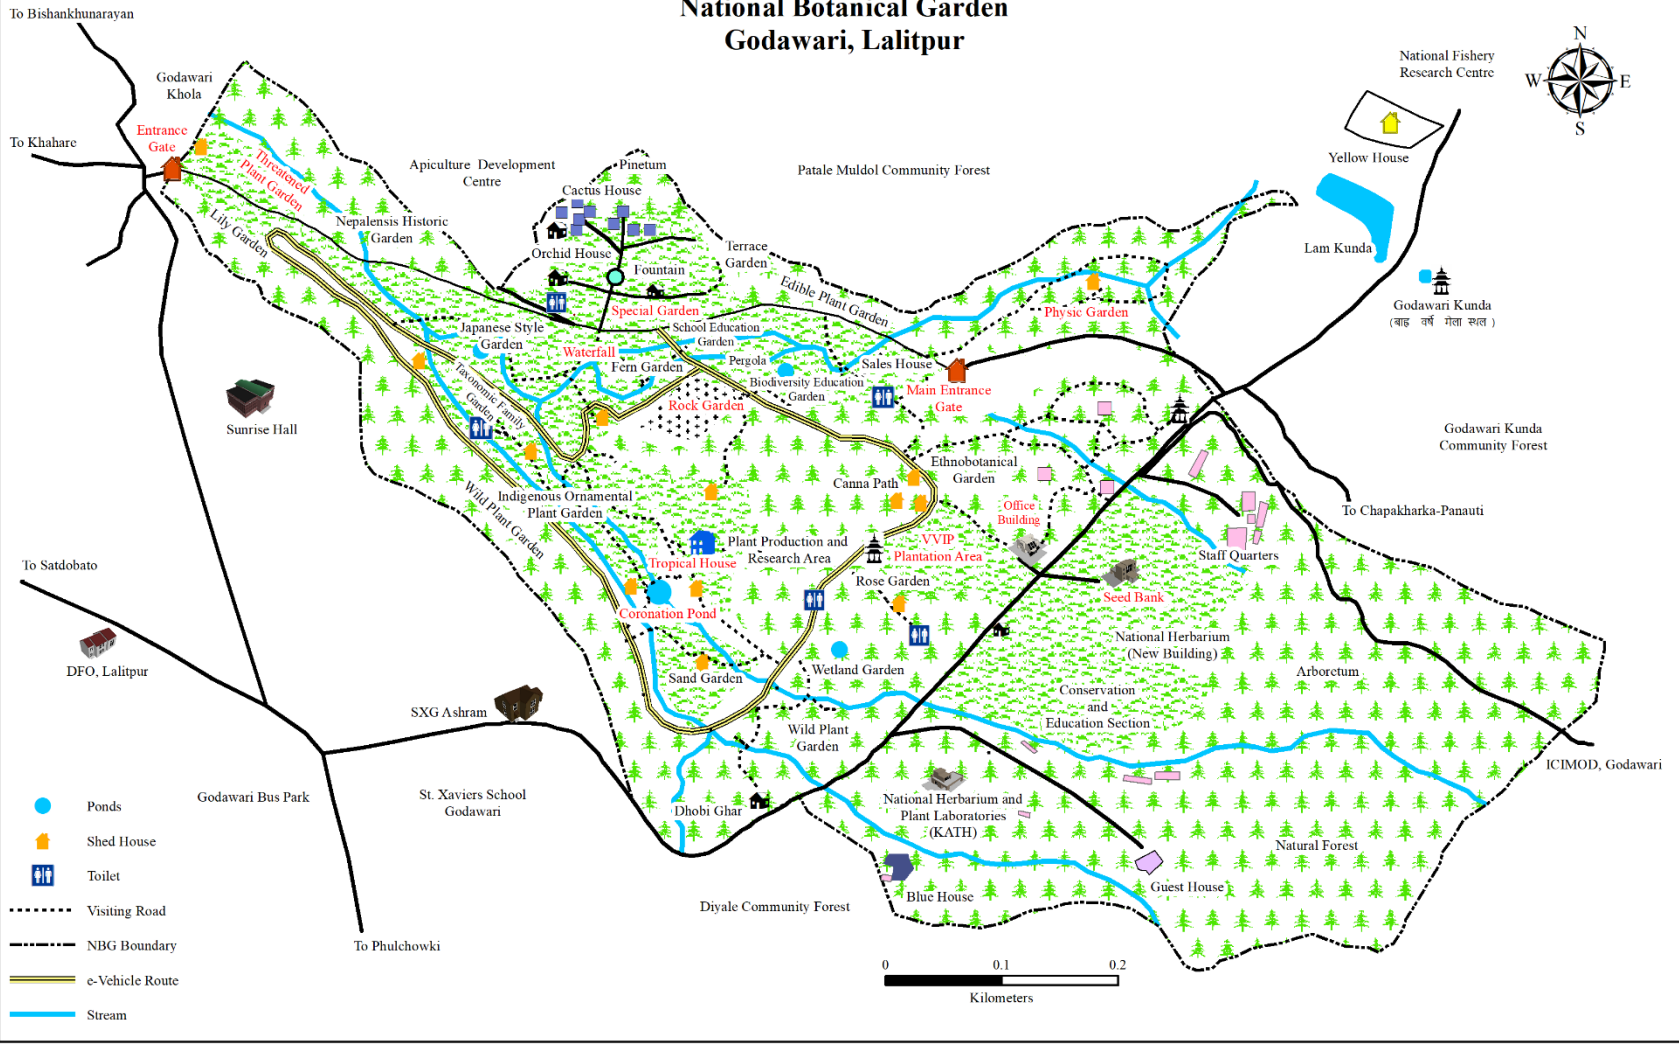 National Botanical Garden
Godawari, Lalitpur
To Bishankhunarayan
Godawari
Khola
National Fishery
Research Centre
N
W
E
S
Entrance
Gate
To Khahare
Threatened
Plant Garden
Apiculture Development
Centre
Pinetum
Patale Muldol Community Forest
Yellow House
Cactus House
Lily Garden
Nepalensis Historic
Garden
Orchid House
Terrace
Garden
Fountain
Lam Kunda
Edible Plant Garden
Special Garden
Physic Garden
Godawari Kunda
(बाह्र वर्षे मेला स्थल)
Japanese Style
Garden
School Education
Garden
Waterfall
Fern Garden
Pergola
Sales House
Biodiversity Education
Garden
Main Entrance
Gate
Taxonomic Family
Garden
Rock Garden
Sunrise Hall
Godawari Kunda
Community Forest
Ethnobotanical
Garden
Canna Path
Wild Plant Garden
Indigenous Ornamental
Plant Garden
Office
Building
To Chapakharka-Panauti
Plant Production and
Research Area
VVIP
Plantation Area
Staff Quarters
To Satdobato
Tropical House
Rose Garden
Seed Bank
Coronation Pond
National Herbarium
(New Building)
DFO, Lalitpur
Wetland Garden
Arboretum
Sand Garden
Conservation
and
Education Section
SXG Ashram
Wild Plant
Garden
ICIMOD, Godawari
Godawari Bus Park
St. Xaviers School
Godawari
Dhobi Ghar
National Herbarium and
Plant Laboratories
(KATH)
Natural Forest
Blue House
Guest House
Diyale Community Forest
To Phulchowki
Ponds
Shed House
Toilet
Visiting Road
NBG Boundary
e-Vehicle Route
Stream
0 0.1 0.2
Kilometers